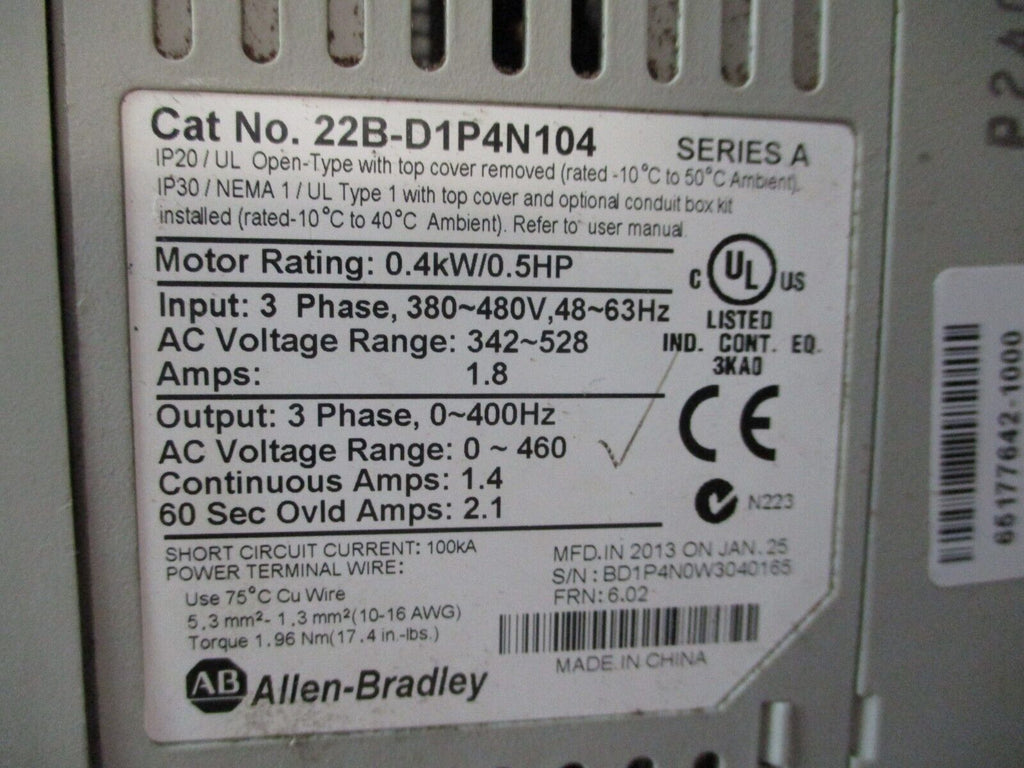 Cat No. 22B-D1P4N104
SERIES A
IP20 / UL Open-Type with top cover removed (rated -10°C to 50°C Ambient).
IP30 / NEMA 1 / UL Type 1 with top cover and optional conduit box kit
installed (rated-10°C to 40°C Ambient). Refer to user manual
Motor Rating: 0.4kW/0.5HP
Input: 3 Phase, 380~480V,48~63Hz
AC Voltage Range: 342~528
Amps: 1.8
C UL US
LISTED
IND. CONT. EQ.
3KA0
Output: 3 Phase, 0~400Hz
AC Voltage Range: 0 ~ 460
Continuous Amps: 1.4
60 Sec Ovld Amps: 2.1
CE
N223
SHORT CIRCUIT CURRENT: 100kA
POWER TERMINAL WIRE:
Use 75°C Cu Wire
5.3 mm²- 1.3 mm²(10-16 AWG)
Torque 1.96 Nm(17.4 in.-lbs.)
MFD.IN 2013 ON JAN. 25
S/N : BD1P4N0W3040165
FRN: 6.02
MADE IN CHINA
AB Allen-Bradley
65177642-1000